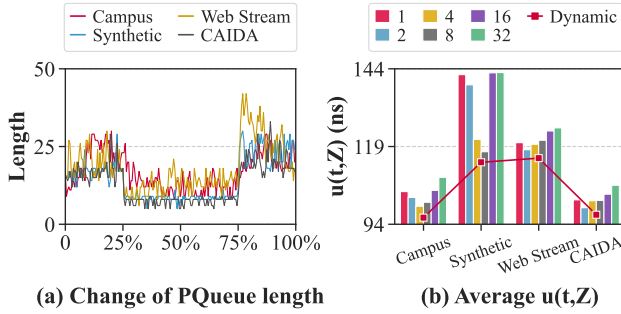 Campus
Web Stream
Synthetic
CAIDA
50
25
0
Length
0
25%
50%
75%
100%
(a) Change of PQueue length
1
4
16
Dynamic
2
8
32
144
119
94
u(t,Z) (ns)
Campus
Synthetic
Web Stream
CAIDA
(b) Average u(t,Z)